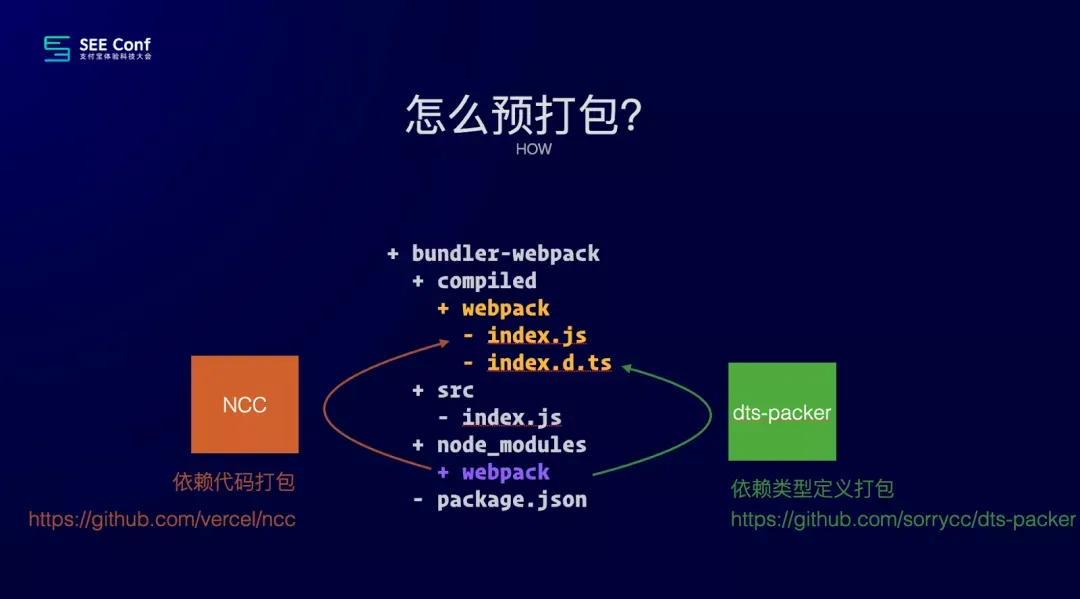 SEE Conf
支付宝体验科技大会
怎么预打包?
HOW
+ bundler-webpack
+ compiled
+ webpack
- index.js
- index.d.ts
+ src
- index.js
+ node_modules
+ webpack
- package.json
NCC
依赖代码打包
https://github.com/vercel/ncc
dts-packer
依赖类型定义打包
https://github.com/sorrycc/dts-packer